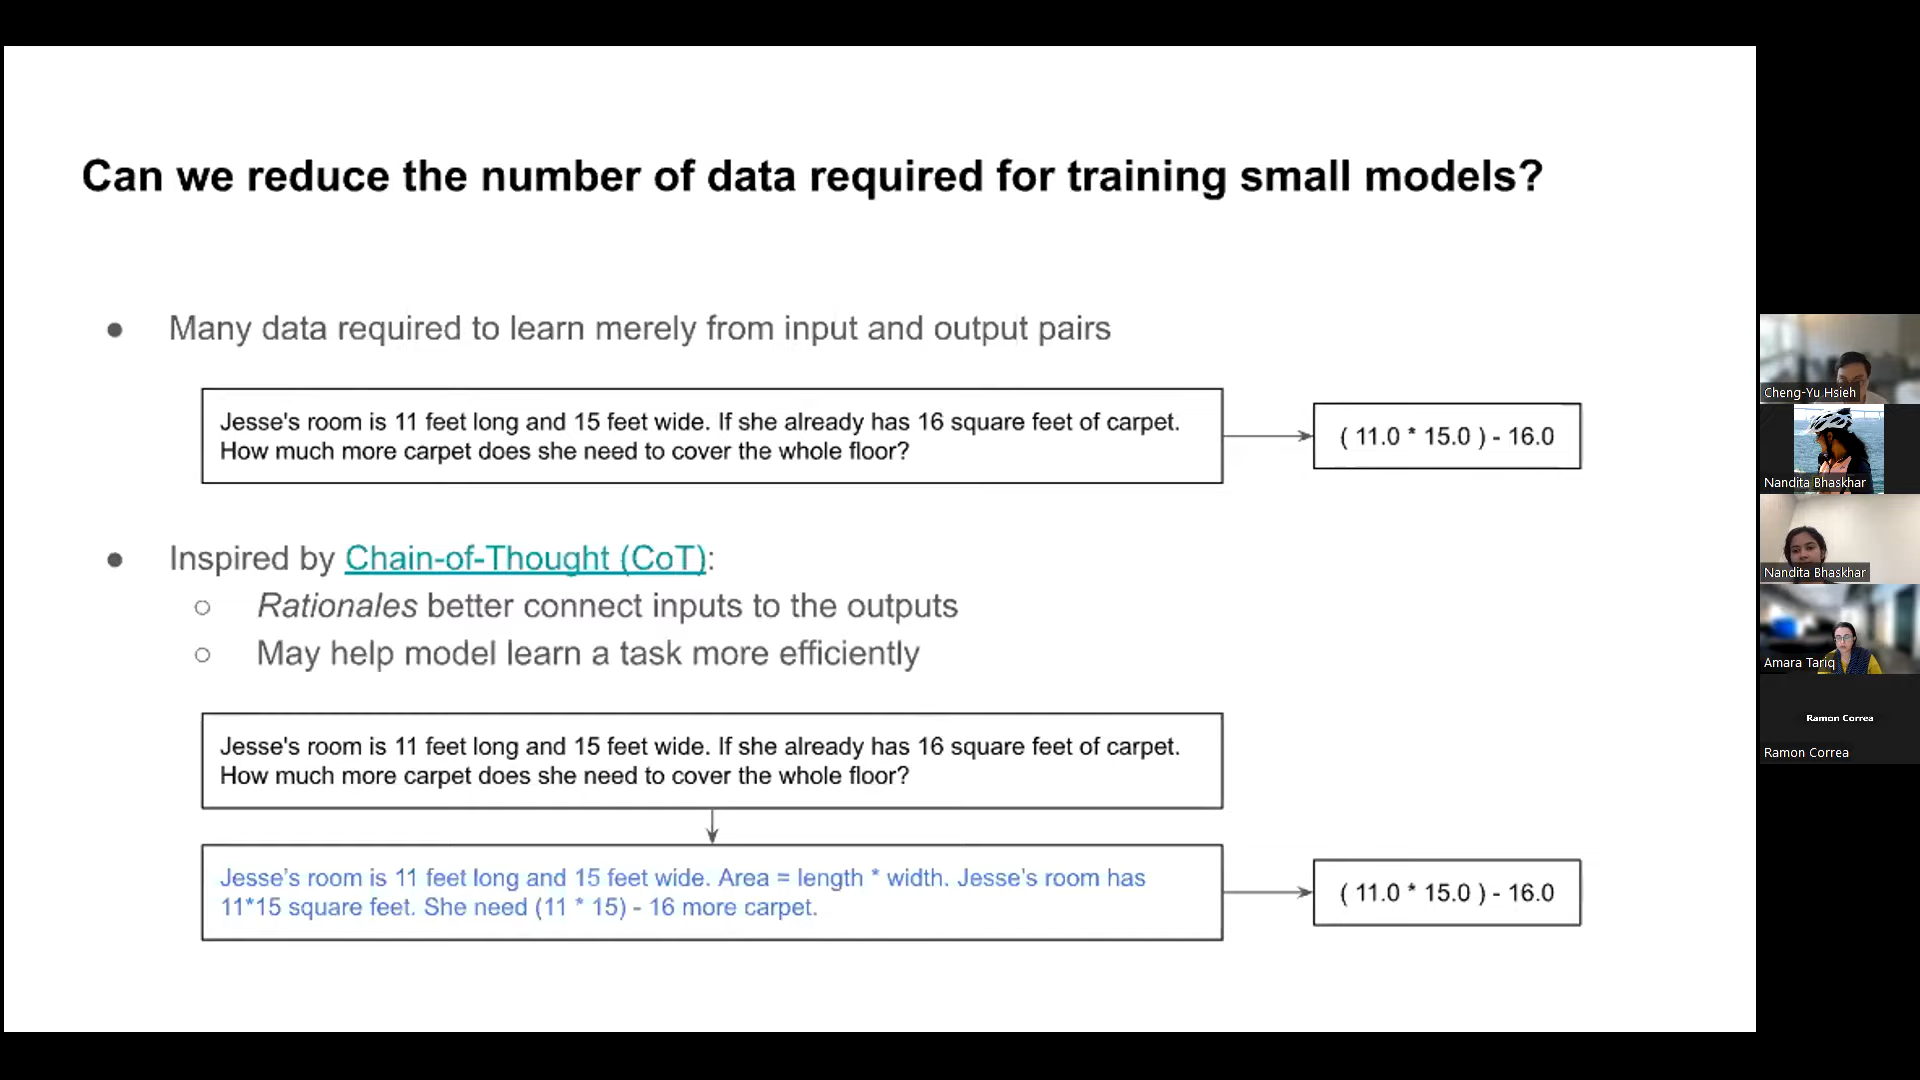 Can we reduce the number of data required for training small models?
● Many data required to learn merely from input and output pairs
Jesse's room is 11 feet long and 15 feet wide. If she already has 16 square feet of carpet.
How much more carpet does she need to cover the whole floor?
( 11.0 * 15.0 ) - 16.0
● Inspired by Chain-of-Thought (CoT):
○ Rationales better connect inputs to the outputs
○ May help model learn a task more efficiently
Jesse's room is 11 feet long and 15 feet wide. If she already has 16 square feet of carpet.
How much more carpet does she need to cover the whole floor?
Jesse’s room is 11 feet long and 15 feet wide. Area = length * width. Jesse’s room has
11*15 square feet. She need (11 * 15) - 16 more carpet.
( 11.0 * 15.0 ) - 16.0
Cheng-Yu Hsieh
Nandita Bhaskhar
Nandita Bhaskhar
Amara Tariq
Ramon Correa
Ramon Correa